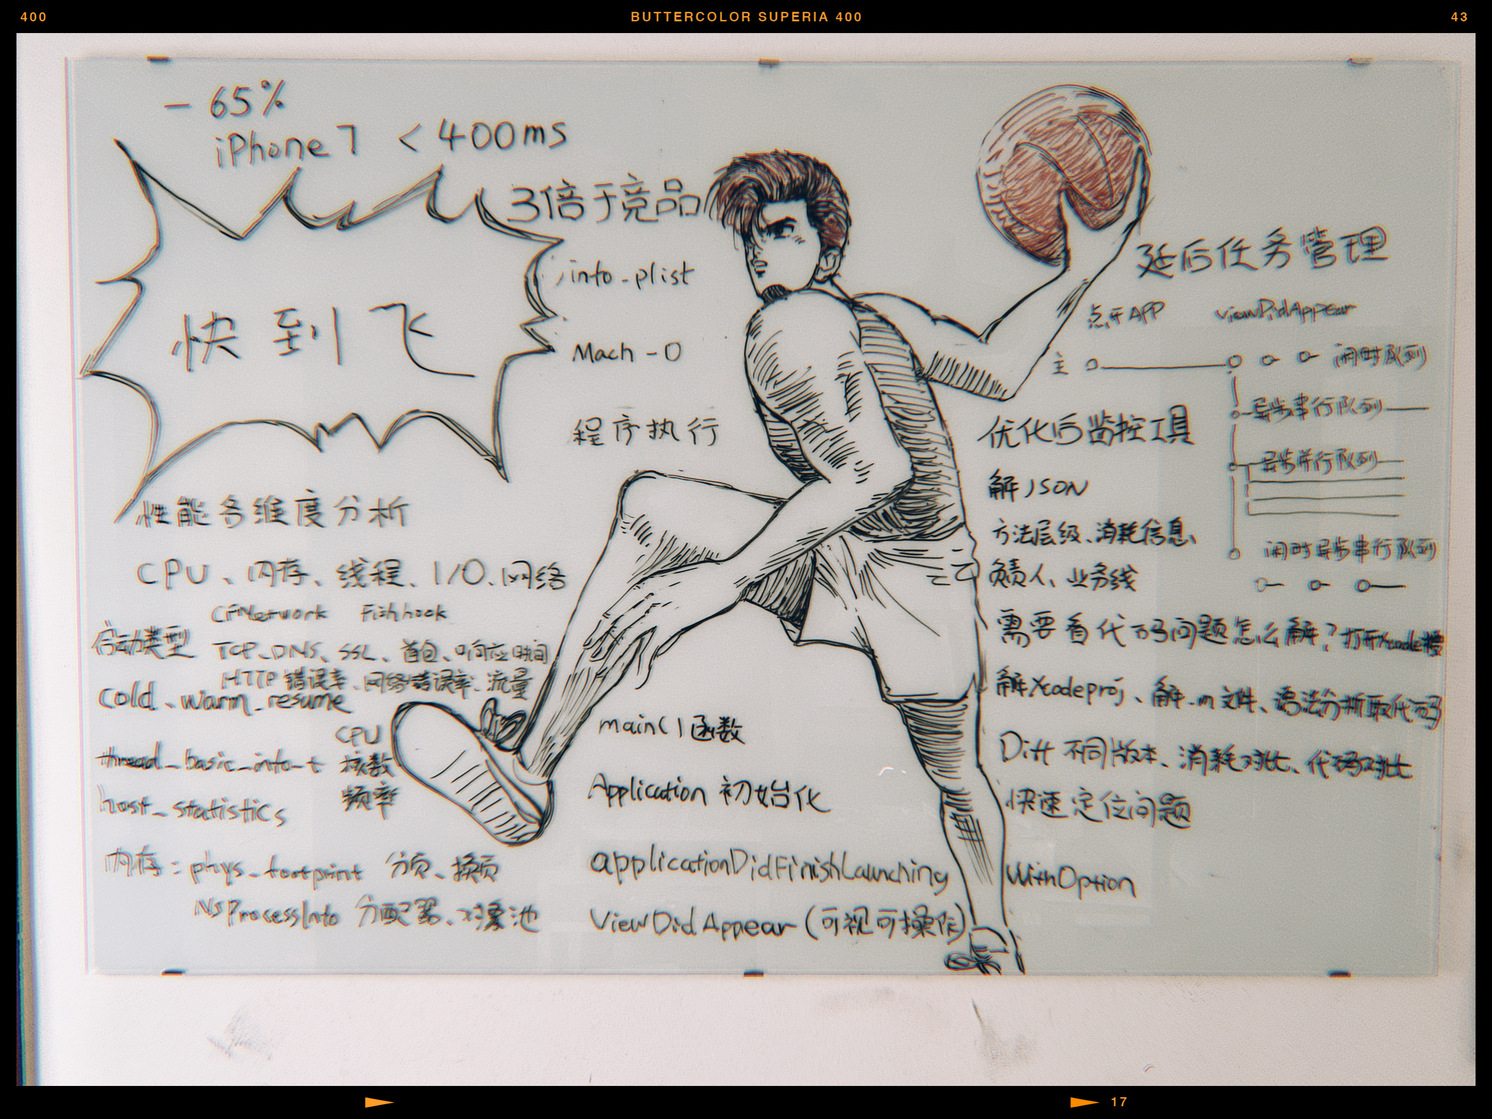 400
BUTTERCOLOR SUPERIA 400
43
- 65%
iPhone7 < 400ms
3倍于竞品
快到飞
info_plist
Mach-O
程序执行
性能各维度分析
CPU、内存、线程、I/O、网络
CFNetwork Fishhook
启动类型 TCP、DNS、SSL、首包、响应时间
HTTP错误率、网络错误率、流量
cold、warm、resume
CPU
thread_basic_info_t 核数
host_statistics 频率
内存：phys_footprint 分页、换页
NSProcessInfo 分配器、对象池
main()函数
Application 初始化
applicationDidFinishLaunching WithOption
ViewDidAppear（可视可操作）
延后任务管理
点开APP viewDidAppear
主 闲时队列
异步串行队列
异步并行队列
闲时异步串行队列
优化后监控工具
解JSON
方法层级、消耗信息、
负责人、业务线
需要看代码问题怎么解？打开Xcode搜
解Xcodeproj、解.m文件、语法分析取代码
Diff 不同版本、消耗对比、代码对比
快速定位问题
17